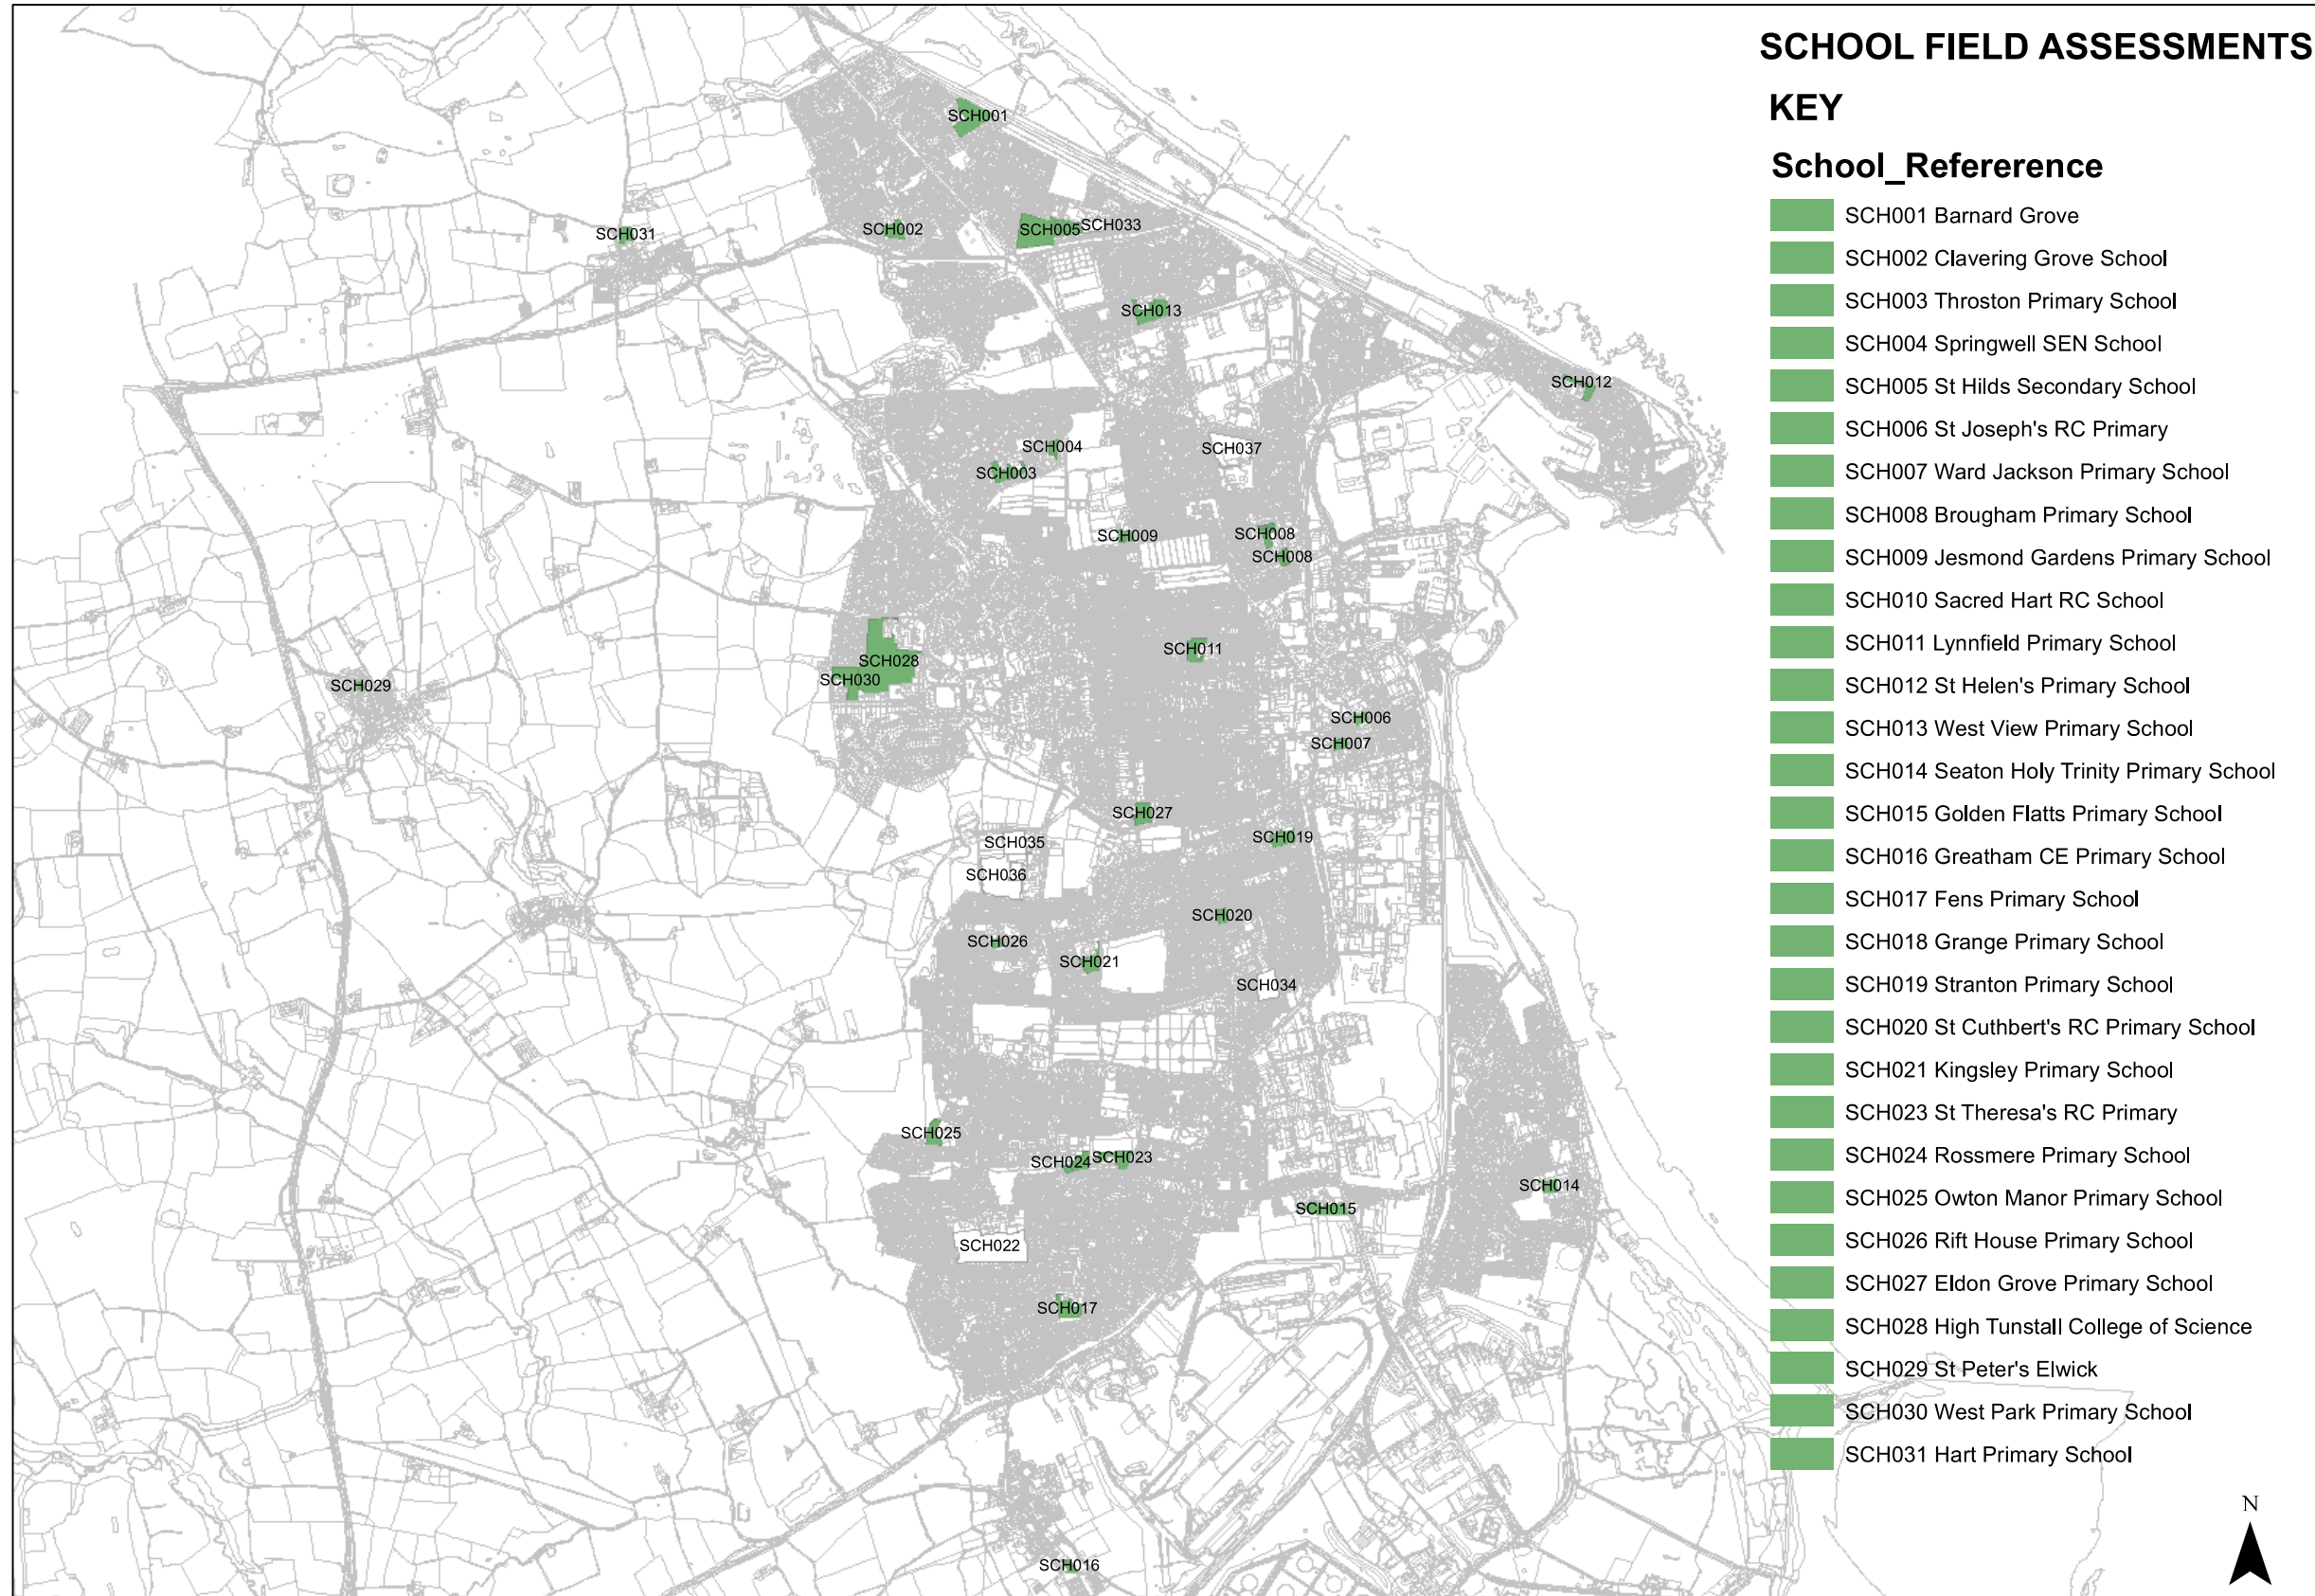 SCHOOL FIELD ASSESSMENTS
KEY
School_Refererence
SCH001 Barnard Grove
SCH002 Clavering Grove School
SCH003 Throston Primary School
SCH004 Springwell SEN School
SCH005 St Hilds Secondary School
SCH006 St Joseph's RC Primary
SCH007 Ward Jackson Primary School
SCH008 Brougham Primary School
SCH009 Jesmond Gardens Primary School
SCH010 Sacred Hart RC School
SCH011 Lynnfield Primary School
SCH012 St Helen's Primary School
SCH013 West View Primary School
SCH014 Seaton Holy Trinity Primary School
SCH015 Golden Flatts Primary School
SCH016 Greatham CE Primary School
SCH017 Fens Primary School
SCH018 Grange Primary School
SCH019 Stranton Primary School
SCH020 St Cuthbert's RC Primary School
SCH021 Kingsley Primary School
SCH023 St Theresa's RC Primary
SCH024 Rossmere Primary School
SCH025 Owton Manor Primary School
SCH026 Rift House Primary School
SCH027 Eldon Grove Primary School
SCH028 High Tunstall College of Science
SCH029 St Peter's Elwick
SCH030 West Park Primary School
SCH031 Hart Primary School
N
SCH001
SCH002
SCH005
SCH033
SCH031
SCH013
SCH012
SCH004
SCH037
SCH003
SCH009
SCH008
SCH008
SCH011
SCH028
SCH030
SCH029
SCH006
SCH007
SCH027
SCH019
SCH035
SCH036
SCH020
SCH026
SCH021
SCH034
SCH025
SCH024
SCH023
SCH014
SCH015
SCH022
SCH017
SCH016